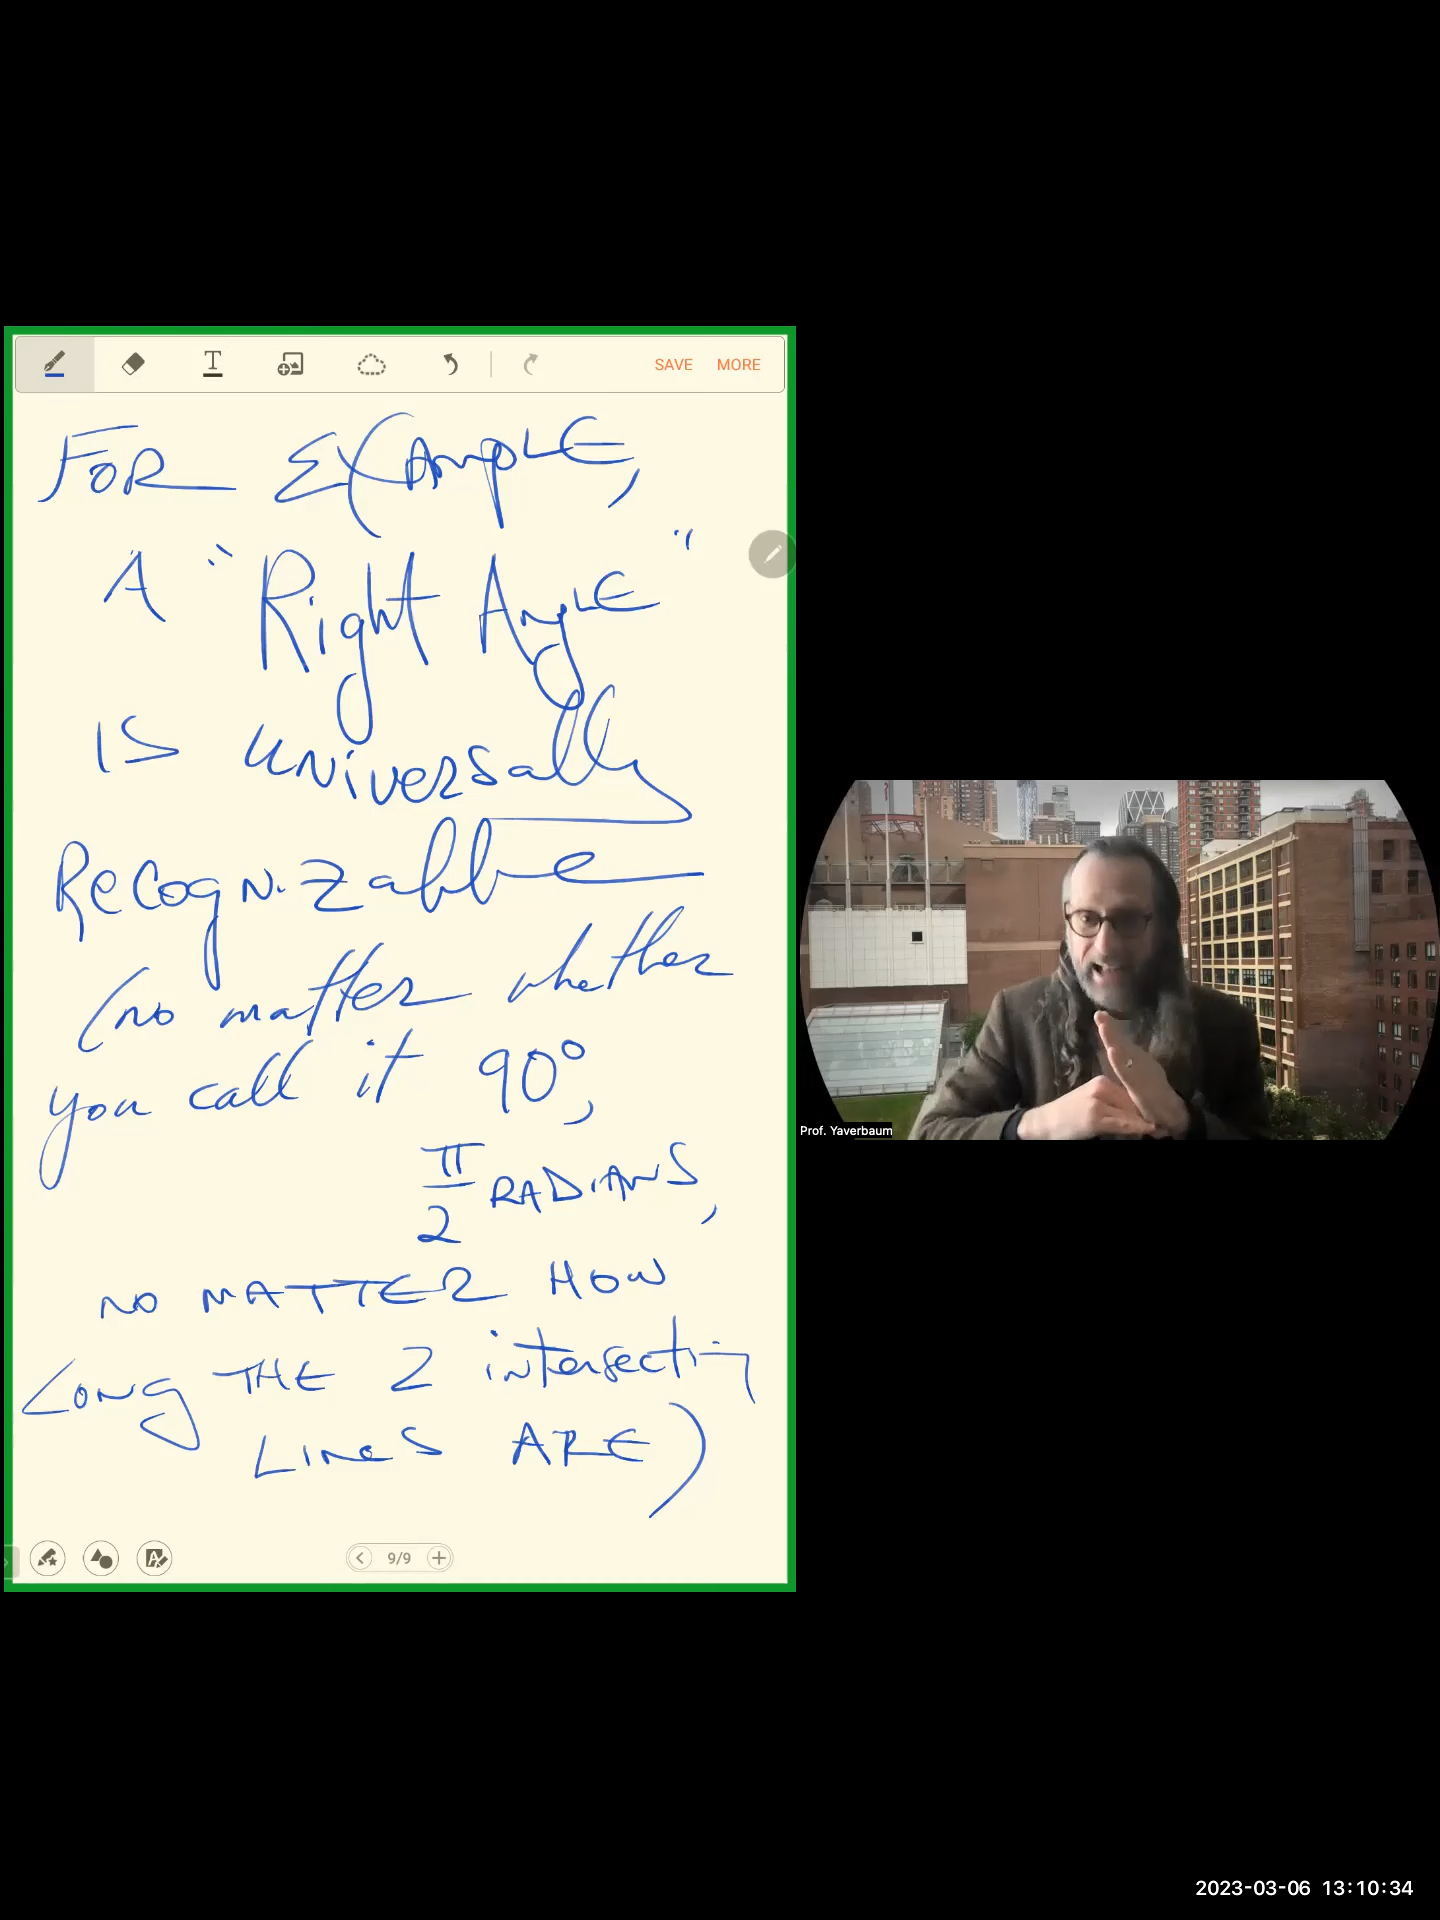 SAVE MORE
FOR EXAMPLE,
A "Right AngLE"
IS UNiveRSally
RecogNizable
(no matter whether
you call it 90°,
π/2 RADIANS,
NO MATTER HOW
LONG THE 2 intersecting
LINES ARE)
9/9
Prof. Yaverbaum
2023-03-06 13:10:34